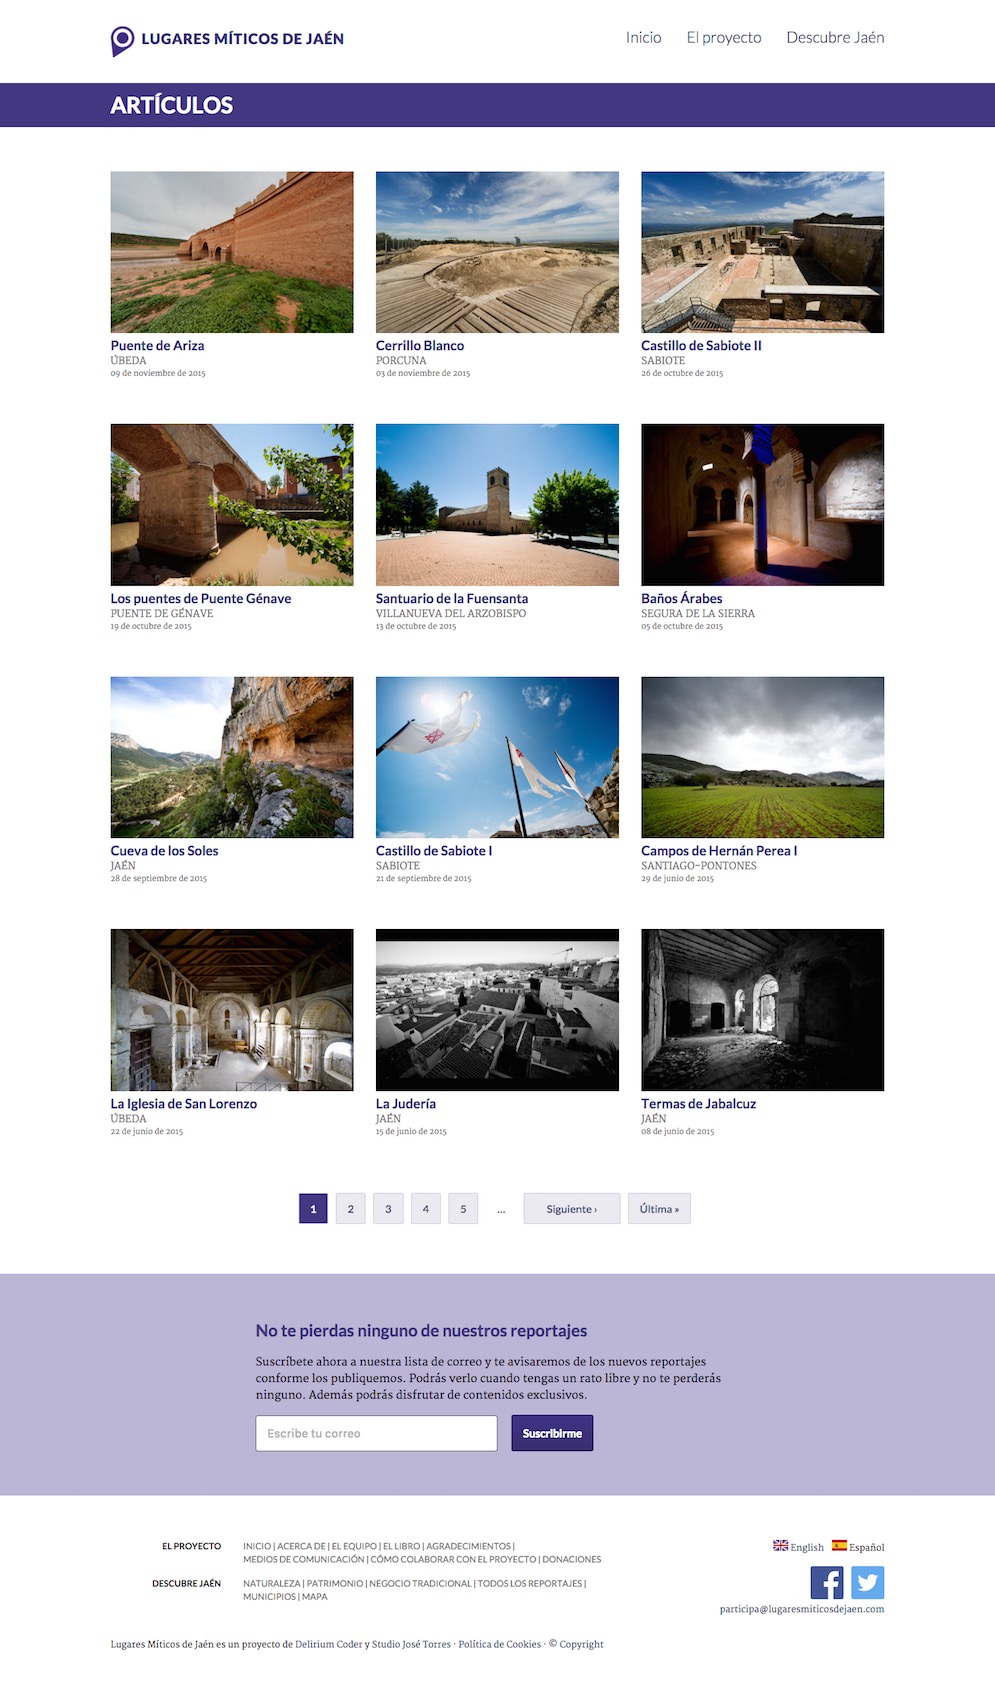 LUGARES MÍTICOS DE JAÉN
Inicio El proyecto Descubre Jaén
ARTÍCULOS
Puente de Ariza
ÚBEDA
09 de noviembre de 2015
Cerrillo Blanco
PORCUNA
03 de noviembre de 2015
Castillo de Sabiote II
SABIOTE
26 de octubre de 2015
Los puentes de Puente Génave
PUENTE DE GÉNAVE
19 de octubre de 2015
Santuario de la Fuensanta
VILLANUEVA DEL ARZOBISPO
13 de octubre de 2015
Baños Árabes
SEGURA DE LA SIERRA
05 de octubre de 2015
Cueva de los Soles
JAÉN
28 de septiembre de 2015
Castillo de Sabiote I
SABIOTE
21 de septiembre de 2015
Campos de Hernán Perea I
SANTIAGO-PONTONES
29 de junio de 2015
La Iglesia de San Lorenzo
ÚBEDA
22 de junio de 2015
La Judería
JAÉN
15 de junio de 2015
Termas de Jabalcuz
JAÉN
08 de junio de 2015
1 2 3 4 5 ... Siguiente › Última »
No te pierdas ninguno de nuestros reportajes
Suscríbete ahora a nuestra lista de correo y te avisaremos de los nuevos reportajes
conforme los publiquemos. Podrás verlo cuando tengas un rato libre y no te perderás
ninguno. Además podrás disfrutar de contenidos exclusivos.
Escribe tu correo Suscribirme
EL PROYECTO INICIO | ACERCA DE | EL EQUIPO | EL LIBRO | AGRADECIMIENTOS |
MEDIOS DE COMUNICACIÓN | CÓMO COLABORAR CON EL PROYECTO | DONACIONES
DESCUBRE JAÉN NATURALEZA | PATRIMONIO | NEGOCIO TRADICIONAL | TODOS LOS REPORTAJES |
MUNICIPIOS | MAPA
English Español
participa@lugaresmiticosdejaen.com
Lugares Míticos de Jaén es un proyecto de Delirium Coder y Studio José Torres · Política de Cookies · © Copyright